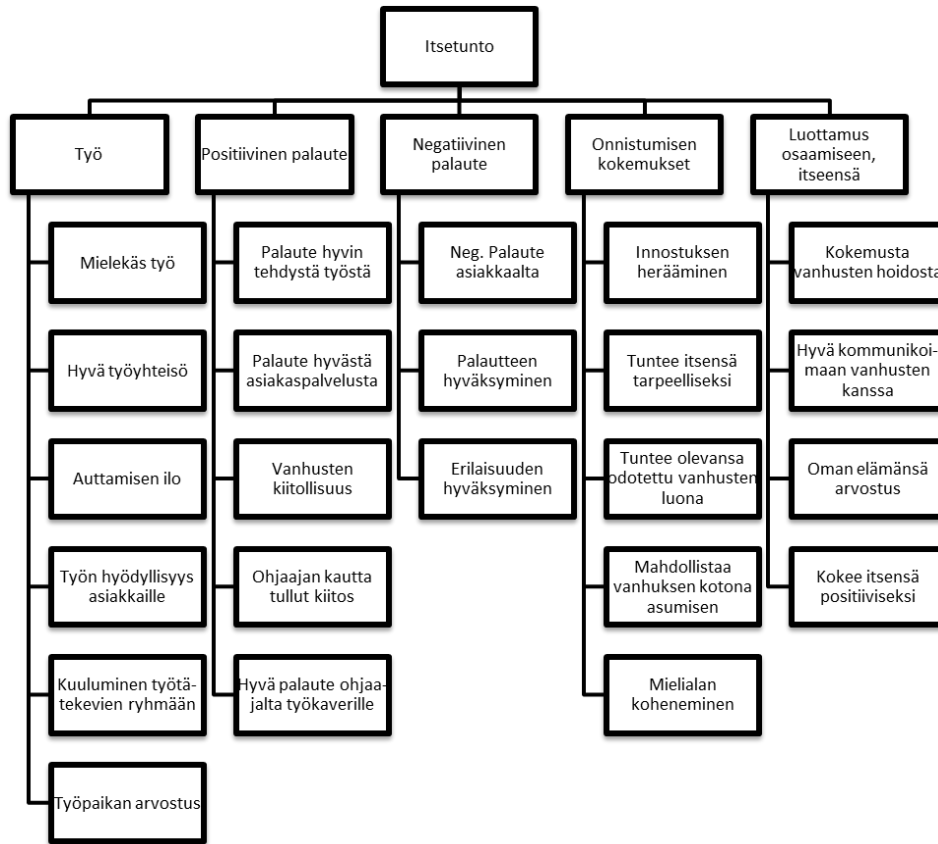 Itsetunto
Työ
Mielekäs työ
Hyvä työyhteisö
Auttamisen ilo
Työn hyödyllisyys
asiakkaille
Kuuluminen työtä-
tekevien ryhmään
Työpaikan arvostus
Positiivinen palaute
Palaute hyvin
tehdystä työstä
Palaute hyvästä
asiakaspalvelusta
Vanhusten
kiitollisuus
Ohjaajan kautta
tullut kiitos
Hyvä palaute ohjaa-
jalta työkaverille
Negatiivinen
palaute
Neg. Palaute
asiakkaalta
Palautteen
hyväksyminen
Erilaisuuden
hyväksyminen
Onnistumisen
kokemukset
Innostuksen
herääminen
Tuntee itsensä
tarpeelliseksi
Tuntee olevansa
odotettu vanhusten
luona
Mahdollistaa
vanhuksen kotona
asumisen
Mielialan
koheneminen
Luottamus
osaamiseen,
itseensä
Kokemusta
vanhusten hoidosta
Hyvä kommunikoi-
maan vanhusten
kanssa
Oman elämänsä
arvostus
Kokee itsensä
positiiviseksi